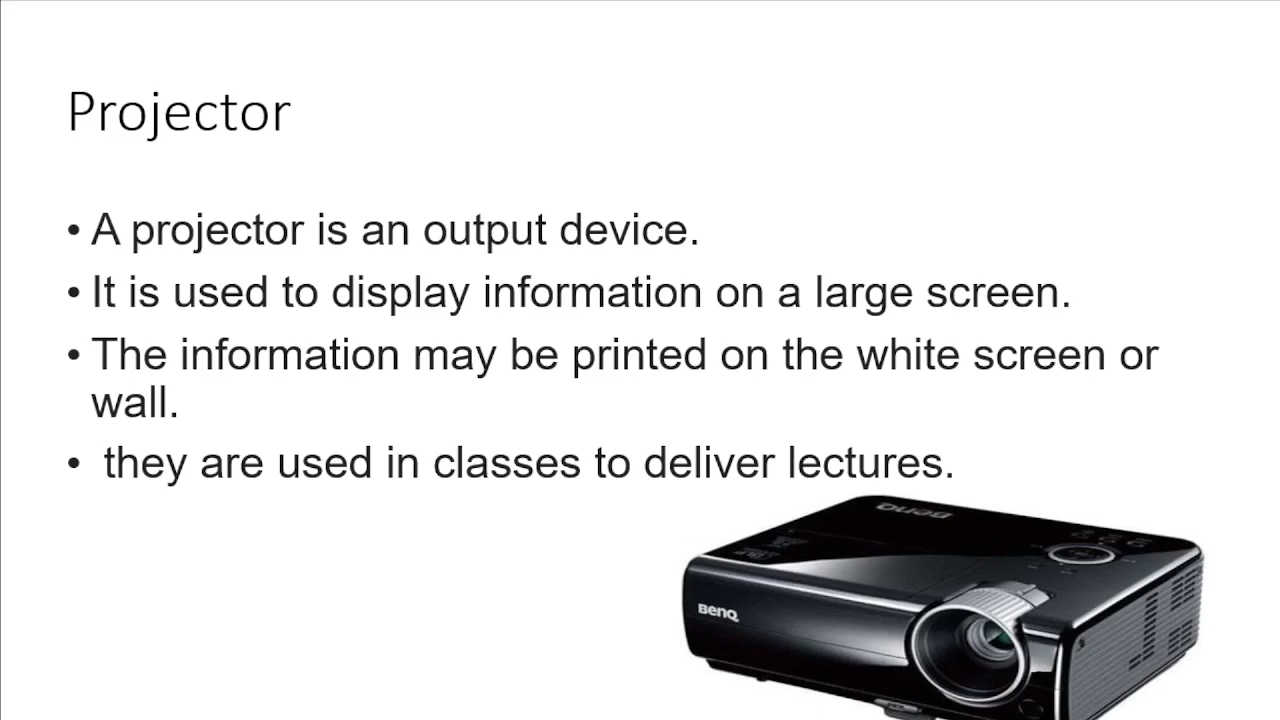 Projector
• A projector is an output device.
• It is used to display information on a large screen.
• The information may be printed on the white screen or
wall.
• they are used in classes to deliver lectures.
BenQ
BenQ